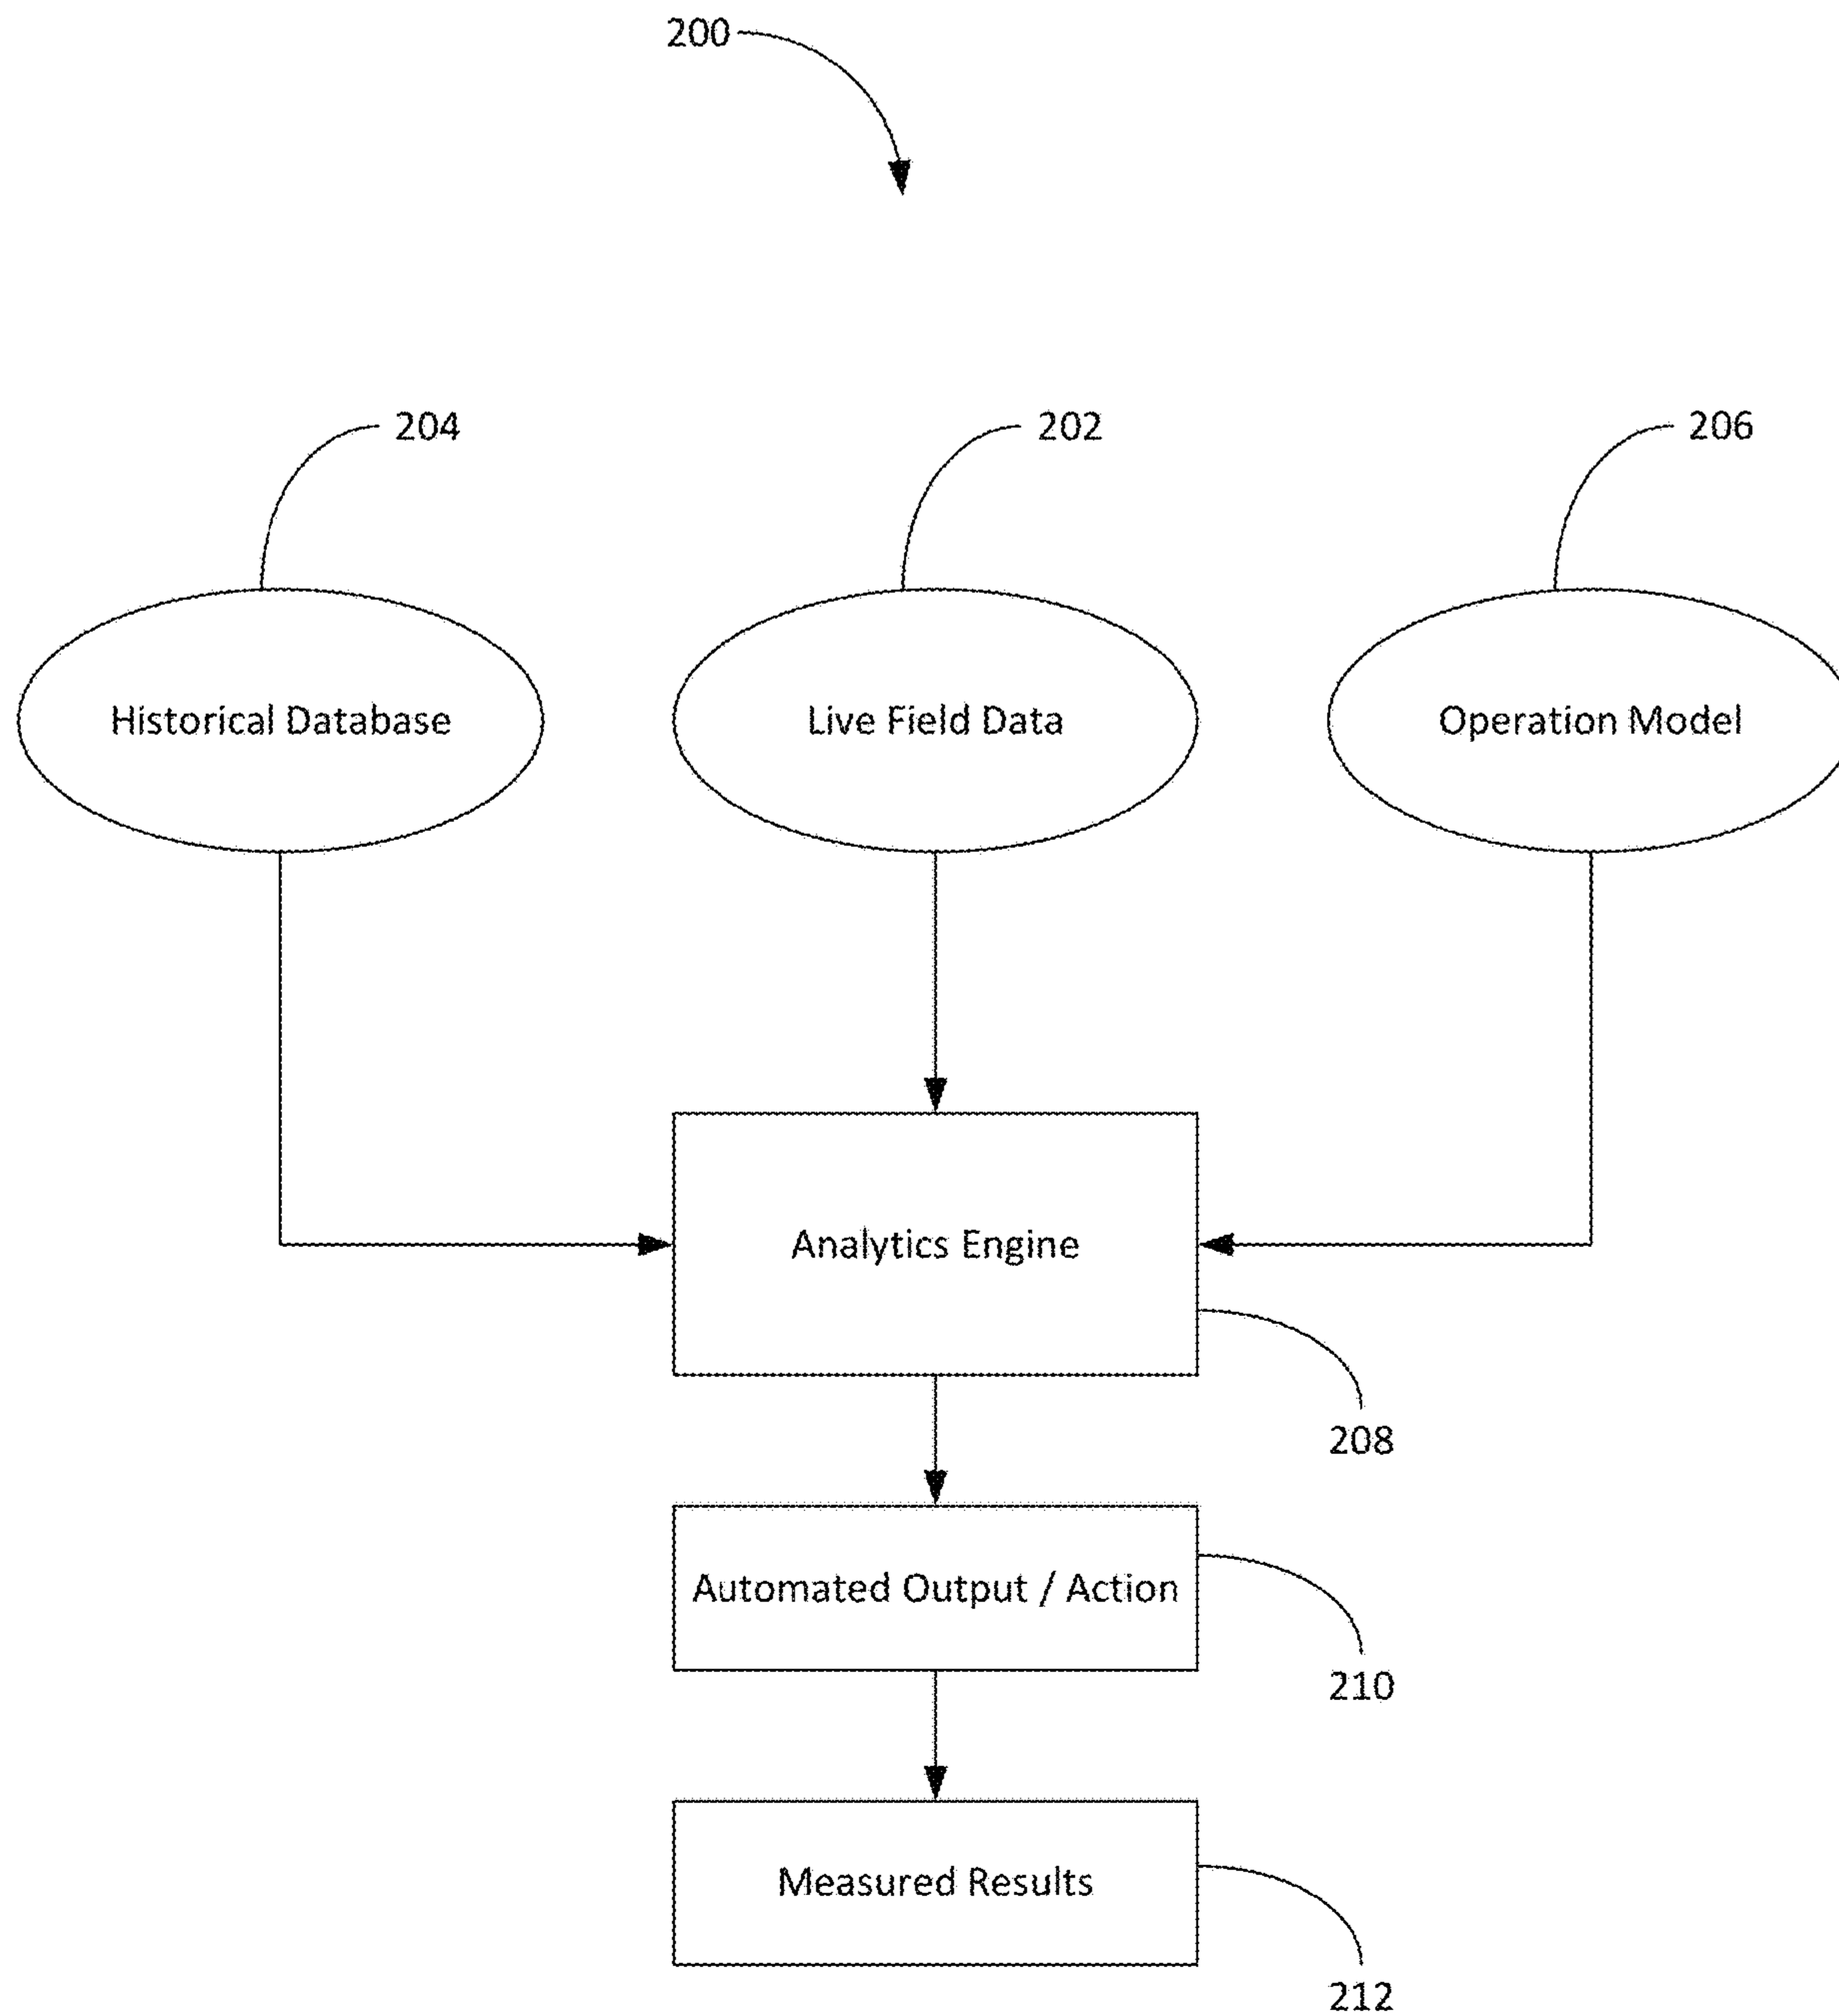 200
204
202
206
Historical Database
Live Field Data
Operation Model
Analytics Engine
208
Automated Output / Action
210
Measured Results
212